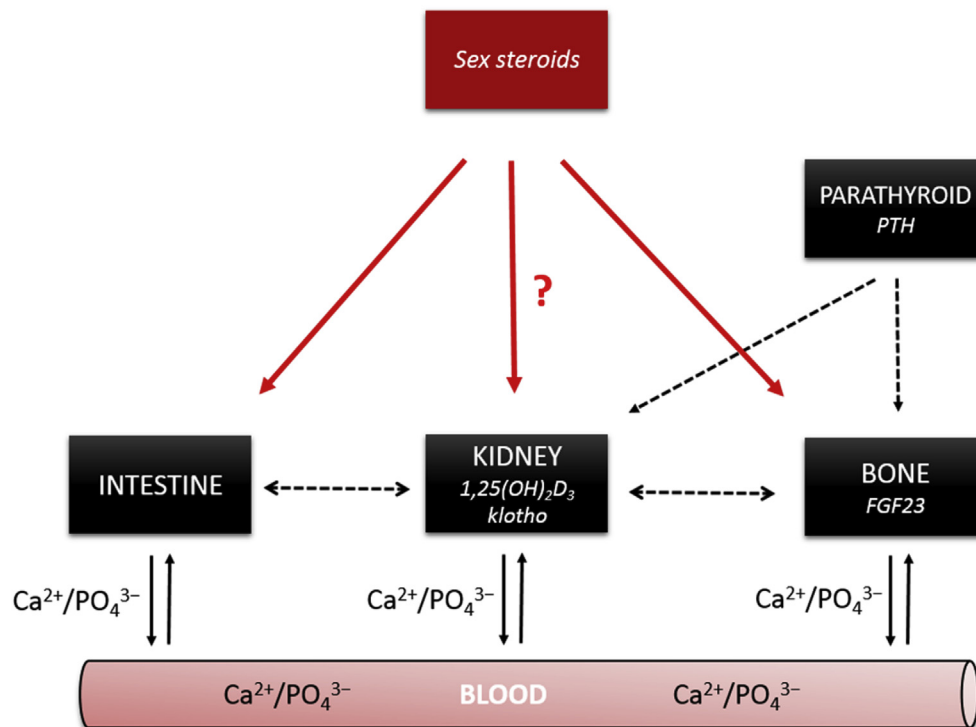 Sex steroids
PARATHYROID
PTH
?
INTESTINE
KIDNEY
1,25(OH)₂D₃
klotho
BONE
FGF23
Ca²⁺/PO₄³⁻
Ca²⁺/PO₄³⁻
Ca²⁺/PO₄³⁻
Ca²⁺/PO₄³⁻ BLOOD Ca²⁺/PO₄³⁻